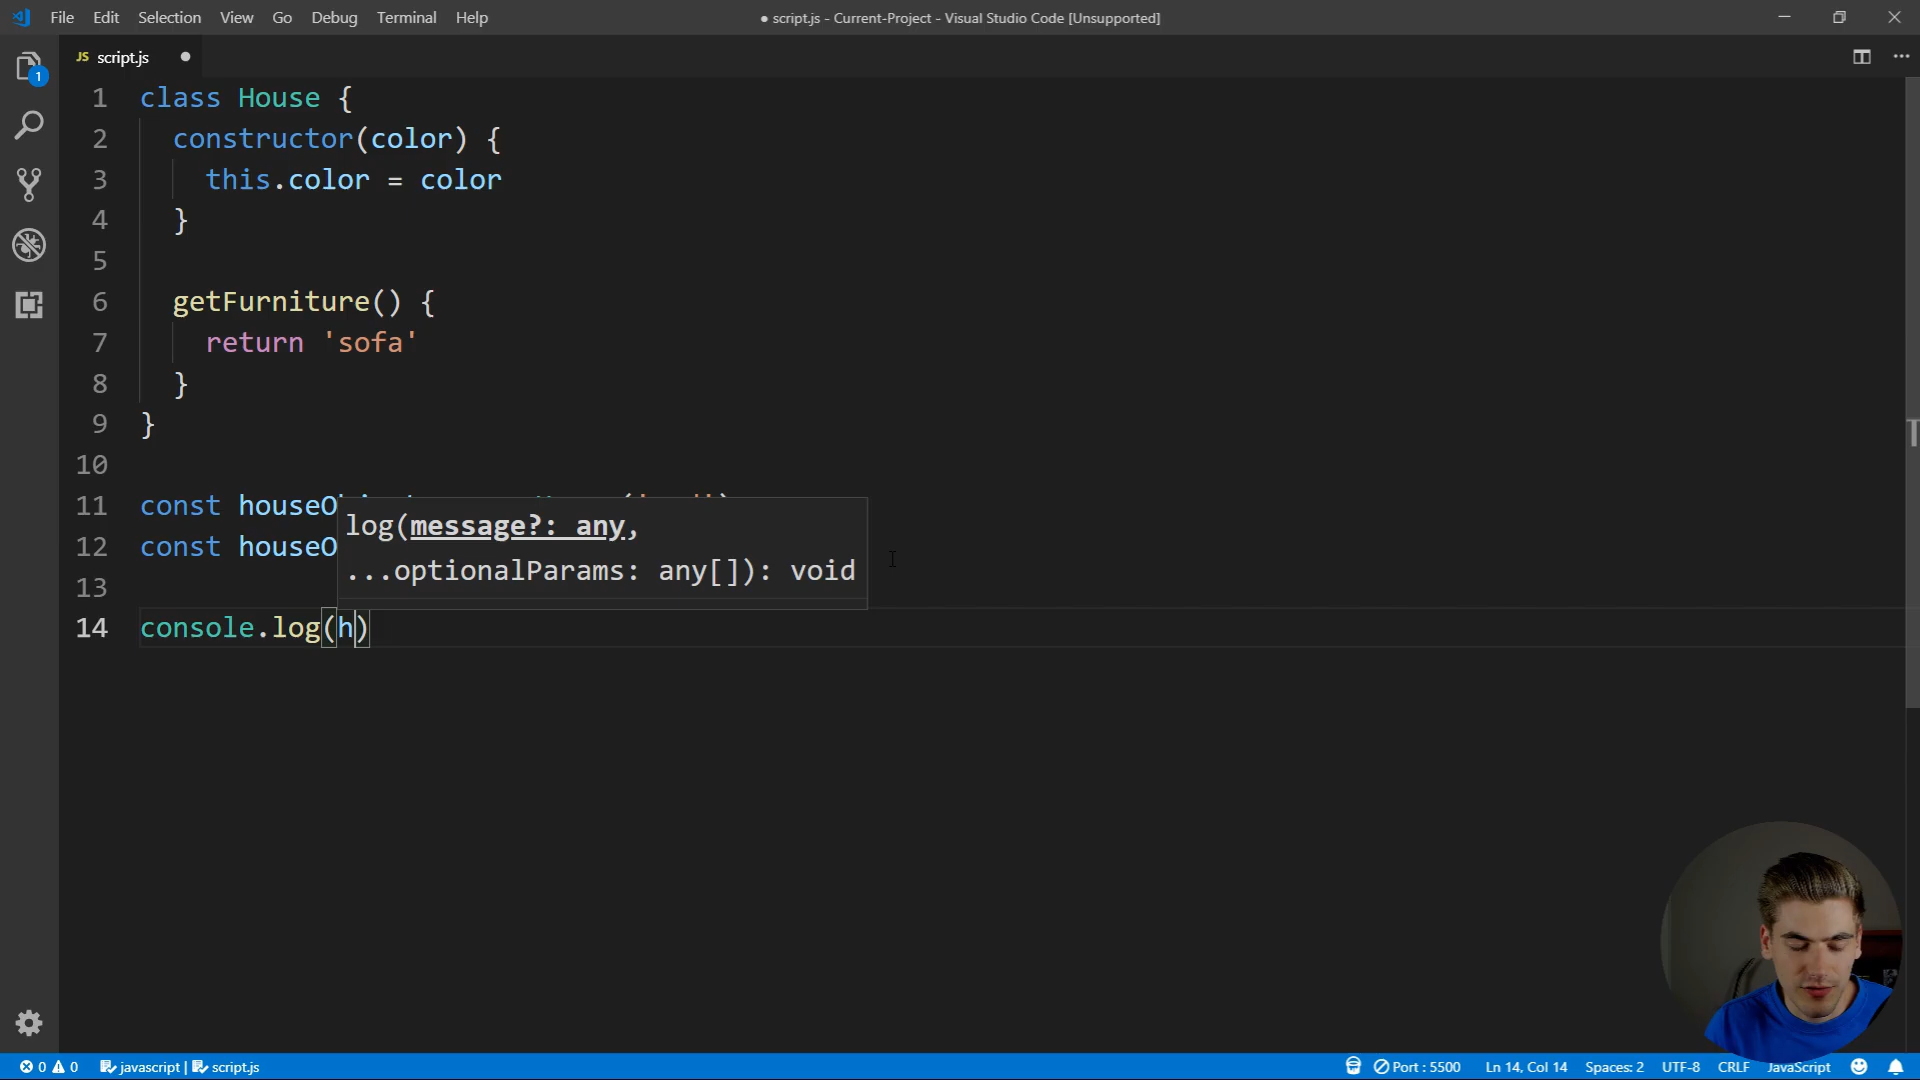 File Edit Selection View Go Debug Terminal Help
● script.js - Current-Project - Visual Studio Code [Unsupported]
1
JS script.js
1 class House {
2 constructor(color) {
3 this.color = color
4 }
5
6 getFurniture() {
7 return 'sofa'
8 }
9 }
10
11 const houseO
12 const houseO
log(message?: any,
...optionalParams: any[]): void
13
14 console.log(h)
0 0 javascript | script.js
Port : 5500 Ln 14, Col 14 Spaces: 2 UTF-8 CRLF JavaScript